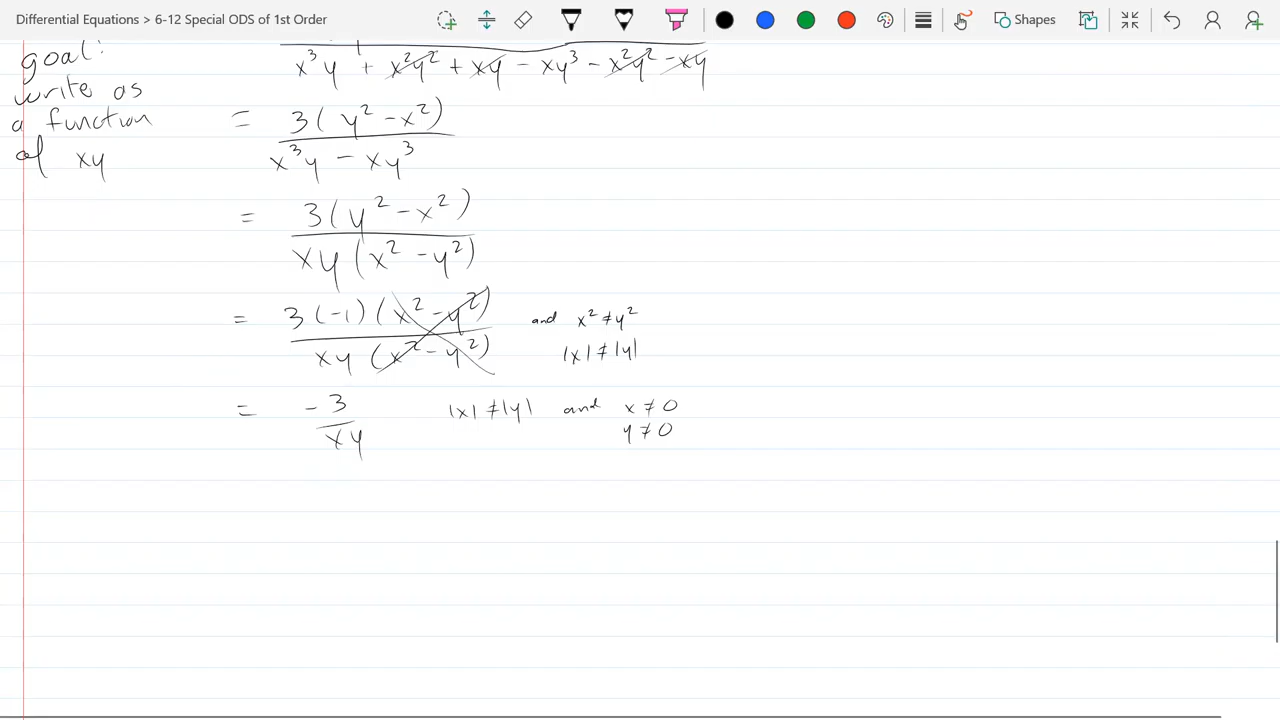 Differential Equations > 6-12 Special ODS of 1st Order
Shapes
goal:
write as
a function
of xy
x³y + x²y² + xy - xy³ - x²y² - xy
= 3(y² - x²)
x³y - xy³
= 3(y² - x²)
xy(x² - y²)
= 3(-1)(x² - y²) and x² ≠ y²
xy(x² - y²) |x| ≠ |y|
= -3 |x| ≠ |y| and x ≠ 0
xy y ≠ 0